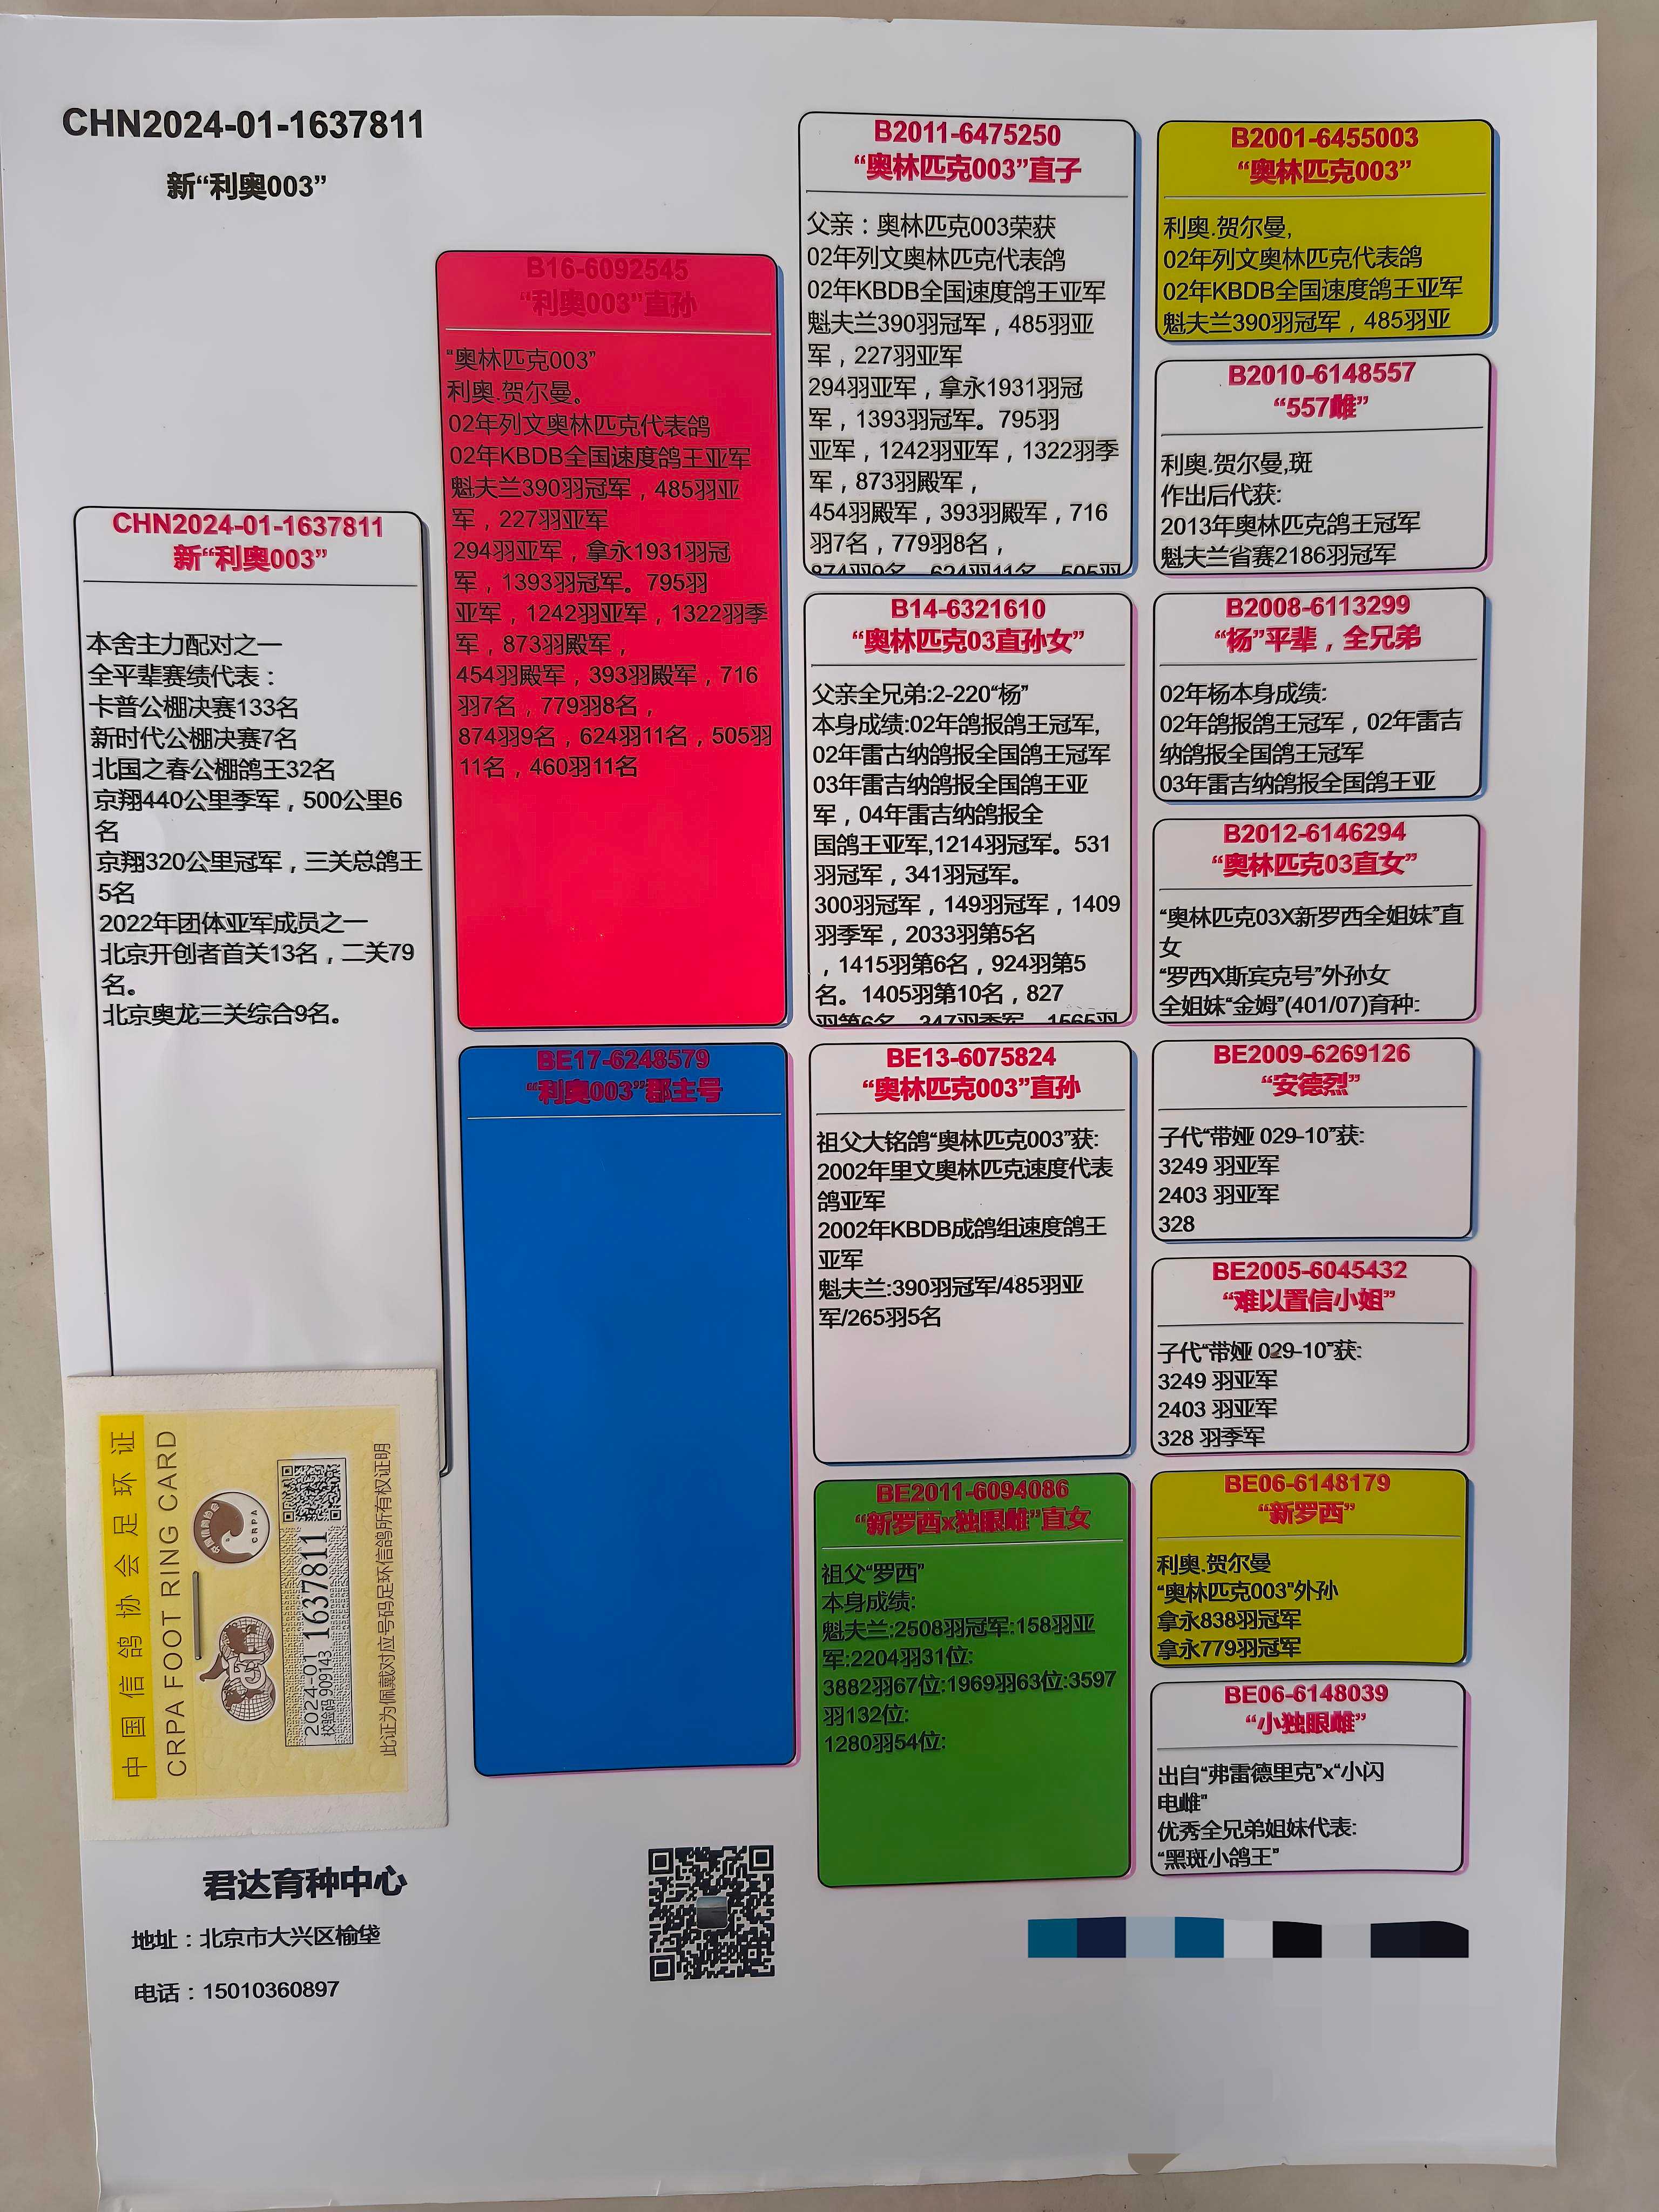 CHN2024-01-1637811
新“利奥003”
CHN2024-01-1637811
新“利奥003”
本舍主力配对之一
全平辈赛绩代表：
卡普公棚决赛133名
新时代公棚决赛7名
北国之春公棚鸽王32名
京翔440公里季军，500公里6
名
京翔320公里冠军，三关总鸽王
5名
2022年团体亚军成员之一
北京开创者首关13名，二关79
名。
北京奥龙三关综合9名。
B16-6092545
“利奥003”直孙
“奥林匹克003”
利奥.贺尔曼。
02年列文奥林匹克代表鸽
02年KBDB全国速度鸽王亚军
魁夫兰390羽冠军，485羽亚
军，227羽亚军
294羽亚军，拿永1931羽冠
军，1393羽冠军。795羽
亚军，1242羽亚军，1322羽季
军，873羽殿军，
454羽殿军，393羽殿军，716
羽7名，779羽8名，
874羽9名，624羽11名，505羽
11名，460羽11名
BE17-6248579
“利奥003”郡主号
B2011-6475250
“奥林匹克003”直子
父亲：奥林匹克003荣获
02年列文奥林匹克代表鸽
02年KBDB全国速度鸽王亚军
魁夫兰390羽冠军，485羽亚
军，227羽亚军
294羽亚军，拿永1931羽冠
军，1393羽冠军。795羽
亚军，1242羽亚军，1322羽季
军，873羽殿军，
454羽殿军，393羽殿军，716
羽7名，779羽8名，
874羽9名，624羽11名，505羽
B14-6321610
“奥林匹克03直孙女”
父亲全兄弟:2-220“杨”
本身成绩:02年鸽报鸽王冠军,
02年雷古纳鸽报全国鸽王冠军
03年雷吉纳鸽报全国鸽王亚
军，04年雷吉纳鸽报全
国鸽王亚军,1214羽冠军。531
羽冠军，341羽冠军。
300羽冠军，149羽冠军，1409
羽季军，2033羽第5名
，1415羽第6名，924羽第5
名。1405羽第10名，827
羽第6名，347羽季军，1565羽
BE13-6075824
“奥林匹克003”直孙
祖父大铭鸽“奥林匹克003”获:
2002年里文奥林匹克速度代表
鸽亚军
2002年KBDB成鸽组速度鸽王
亚军
魁夫兰:390羽冠军/485羽亚
军/265羽5名
BE2011-6094086
“新罗西x独眼雌”直女
祖父“罗西”
本身成绩:
魁夫兰:2508羽冠军:158羽亚
军:2204羽31位:
3882羽67位:1969羽63位:3597
羽132位:
1280羽54位:
B2001-6455003
“奥林匹克003”
利奥.贺尔曼,
02年列文奥林匹克代表鸽
02年KBDB全国速度鸽王亚军
魁夫兰390羽冠军，485羽亚
B2010-6148557
“557雌”
利奥.贺尔曼,斑
作出后代获:
2013年奥林匹克鸽王冠军
魁夫兰省赛2186羽冠军
B2008-6113299
“杨”平辈，全兄弟
02年杨本身成绩:
02年鸽报鸽王冠军，02年雷吉
纳鸽报全国鸽王冠军
03年雷吉纳鸽报全国鸽王亚
B2012-6146294
“奥林匹克03直女”
“奥林匹克03X新罗西全姐妹”直
女
“罗西X斯宾克号”外孙女
全姐妹“金姆”(401/07)育种:
BE2009-6269126
“安德烈”
子代“带娅 029-10”获:
3249 羽亚军
2403 羽亚军
328
BE2005-6045432
“难以置信小姐”
子代“带娅 029-10”获:
3249 羽亚军
2403 羽亚军
328 羽季军
BE06-6148179
“新罗西”
利奥.贺尔曼
“奥林匹克003”外孙
拿永838羽冠军
拿永779羽冠军
BE06-6148039
“小独眼雌”
出自“弗雷德里克”x“小闪
电雌”
优秀全兄弟姐妹代表:
“黑斑小鸽王”
中国信鸽协会足环证
CRPA FOOT RING CARD
中国信鸽协会
CRPA
2024-01 1637811
校验码 909143
此证为佩戴对应号码足环信鸽所有权证明
君达育种中心
地址：北京市大兴区榆垡
电话：15010360897